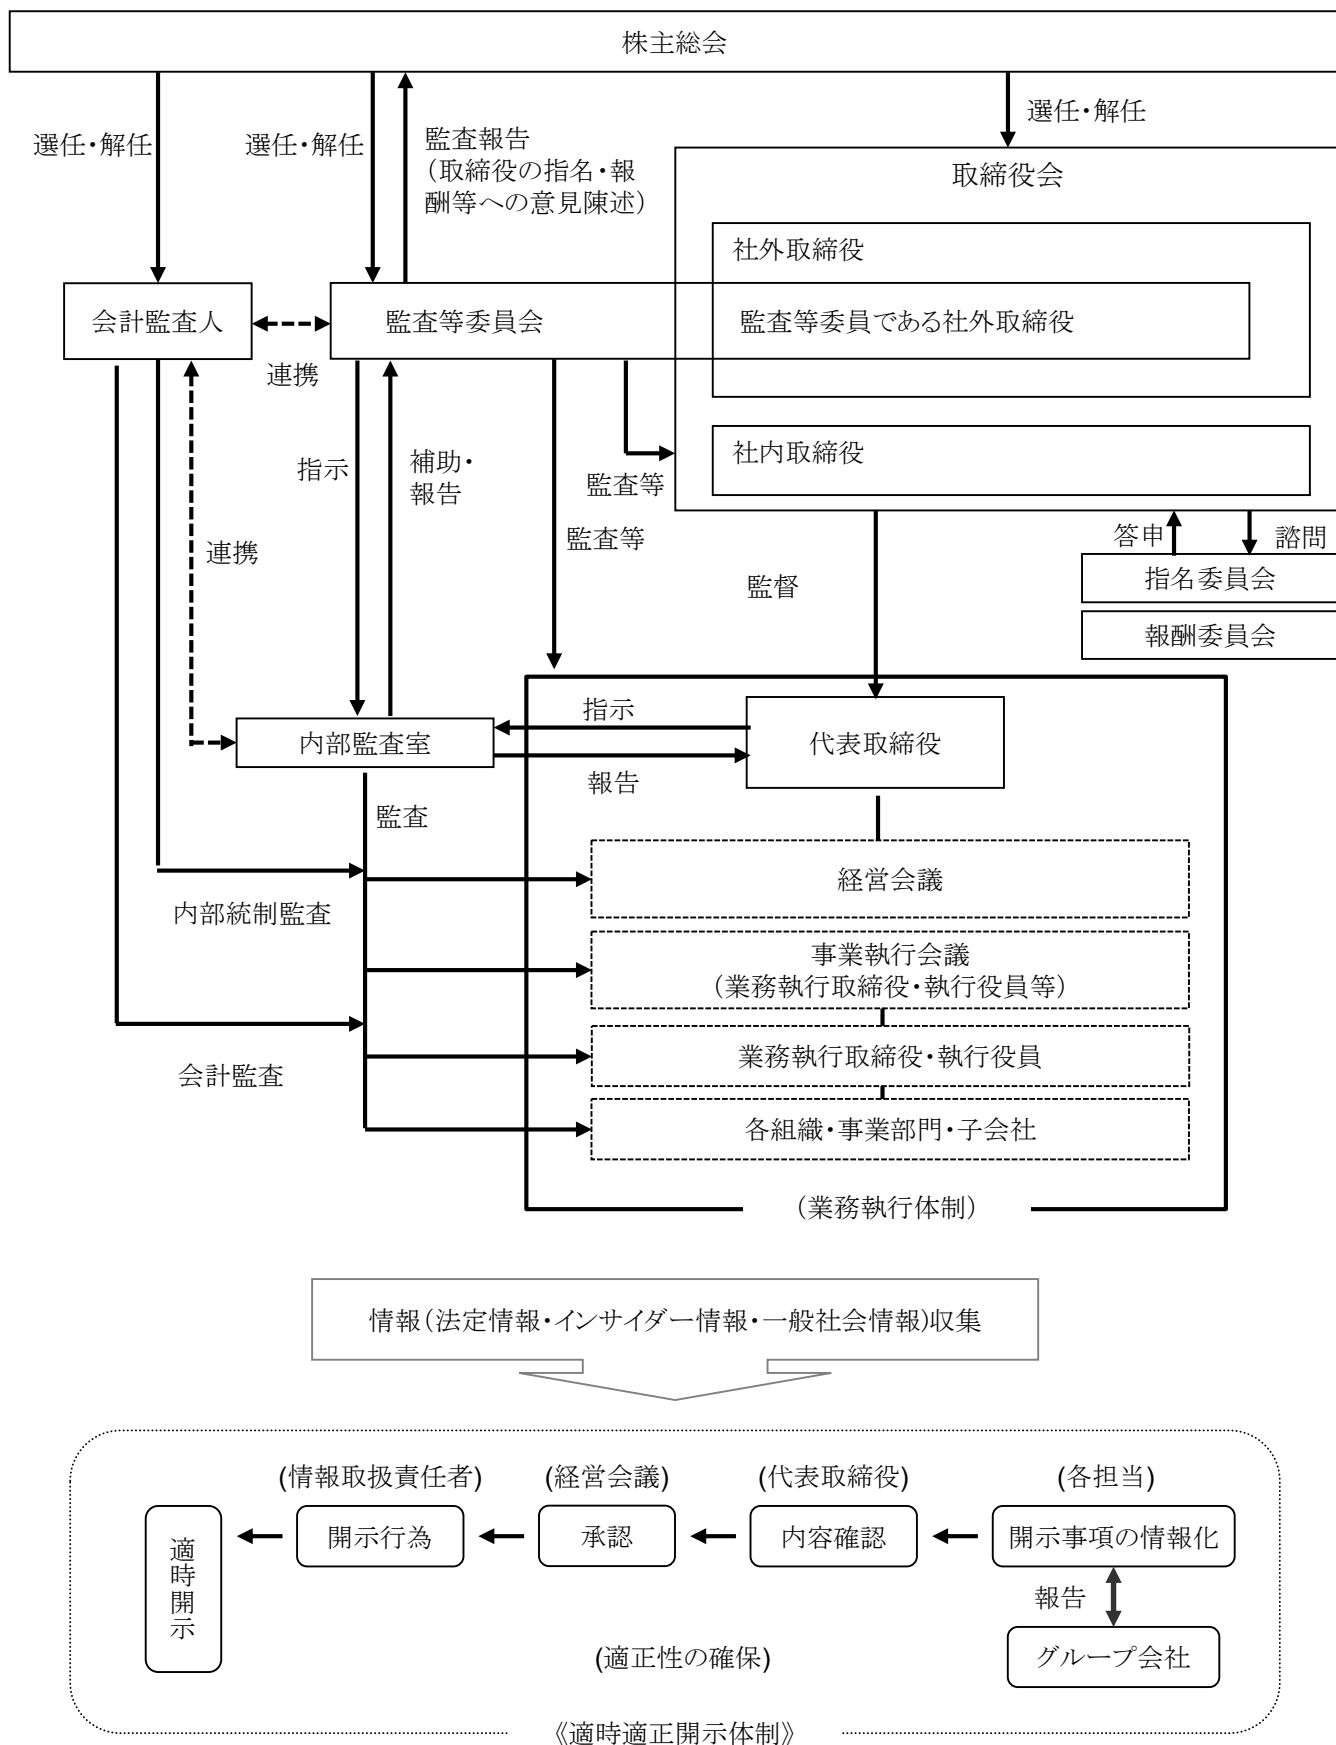 株主総会
選任・解任
選任・解任
監査報告
（取締役の指名・報
酬等への意見陳述）
選任・解任
取締役会
社外取締役
会計監査人
監査等委員会
監査等委員である社外取締役
連携
社内取締役
指示
補助・
報告
監査等
監査等
連携
答申
諮問
指名委員会
監督
報酬委員会
指示
内部監査室
代表取締役
報告
監査
経営会議
内部統制監査
事業執行会議
（業務執行取締役・執行役員等）
業務執行取締役・執行役員
会計監査
各組織・事業部門・子会社
（業務執行体制）
情報（法定情報・インサイダー情報・一般社会情報）収集
(情報取扱責任者)
(経営会議)
(代表取締役)
(各担当)
適時開示
開示行為
承認
内容確認
開示事項の情報化
報告
(適正性の確保)
グループ会社
《適時適正開示体制》